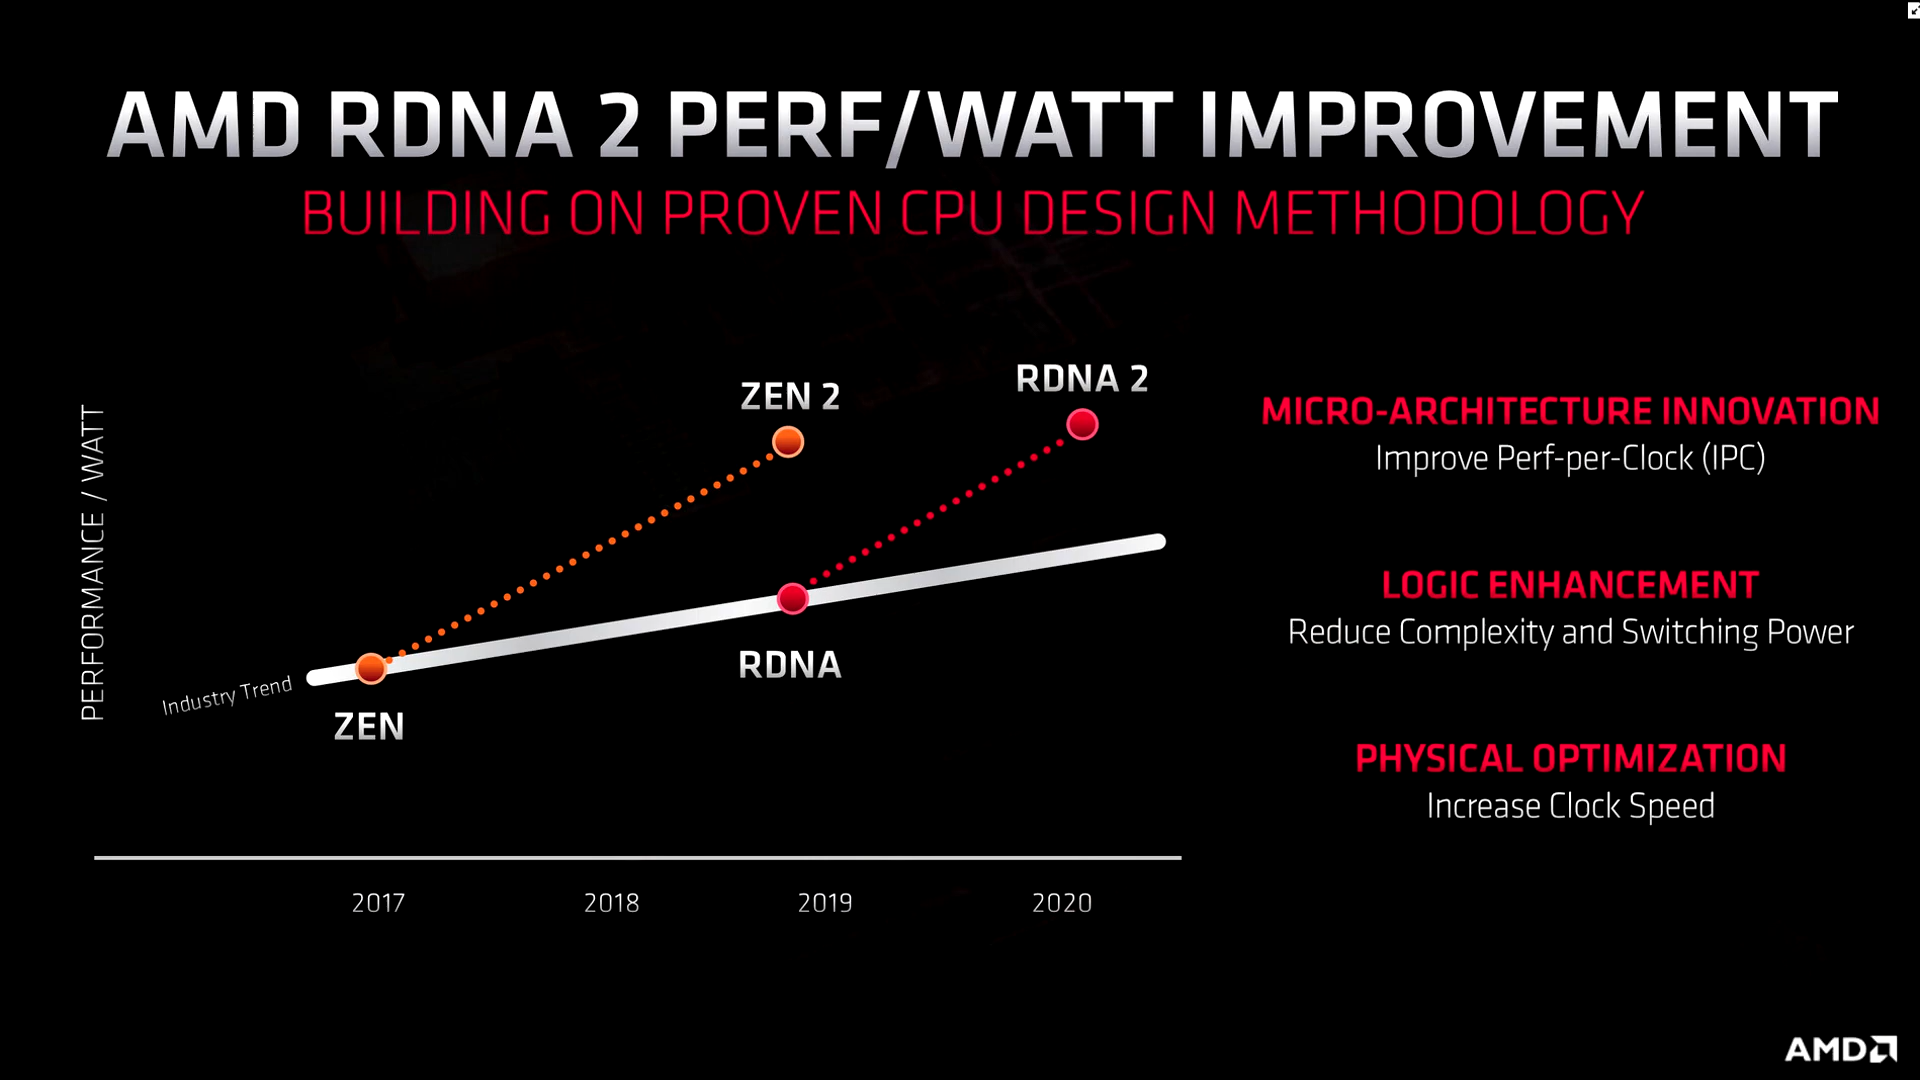 AMD RDNA 2 PERF/WATT IMPROVEMENT
BUILDING ON PROVEN CPU DESIGN METHODOLOGY
PERFORMANCE / WATT
ZEN 2
RDNA 2
RDNA
Industry Trend
ZEN
2017
2018
2019
2020
MICRO-ARCHITECTURE INNOVATION
Improve Perf-per-Clock (IPC)
LOGIC ENHANCEMENT
Reduce Complexity and Switching Power
PHYSICAL OPTIMIZATION
Increase Clock Speed
AMD